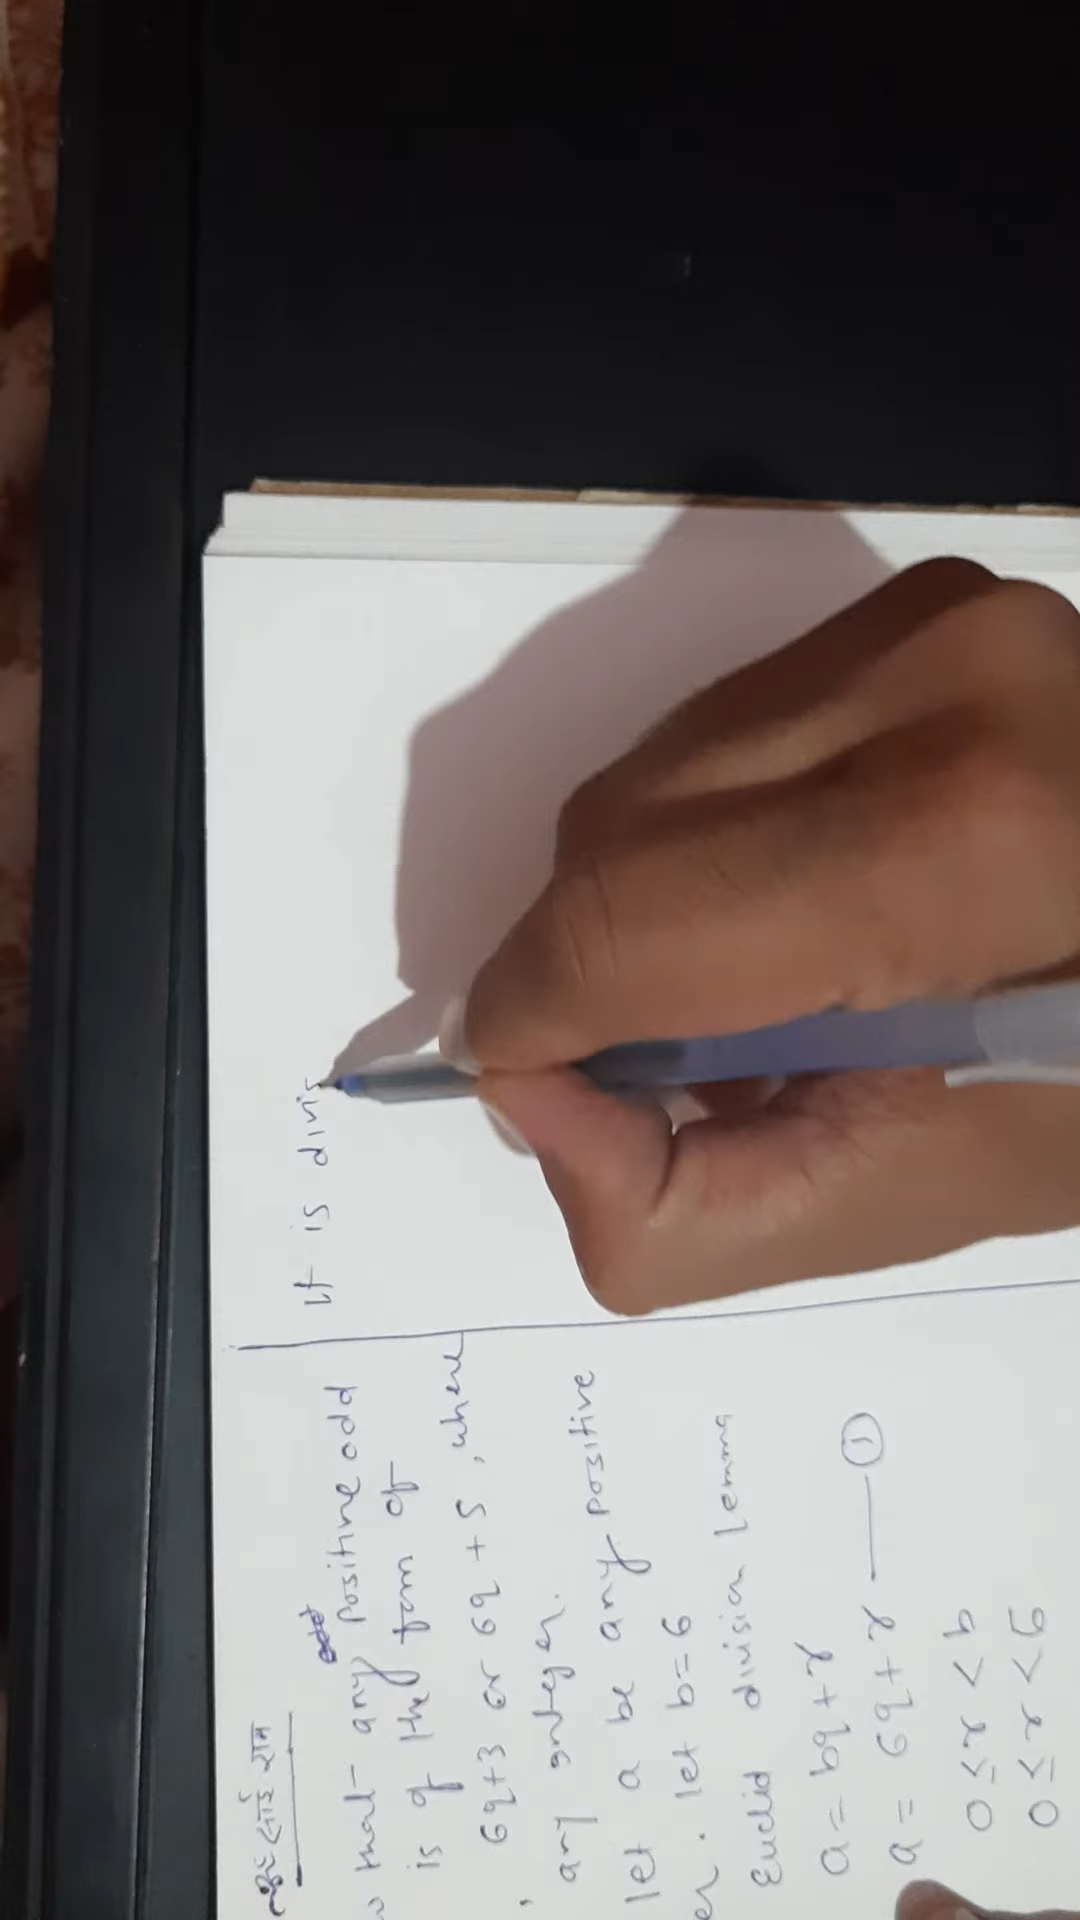 साई राम
that any positive odd
is of the form of
6q+3 or 6q+5, where
any integer.
let a be any positive
er. let b=6
Euclid division Lemma
a = bq+r
a = 6q+r —— ①
0 ≤ r < b
0 ≤ r < 6
It is divis